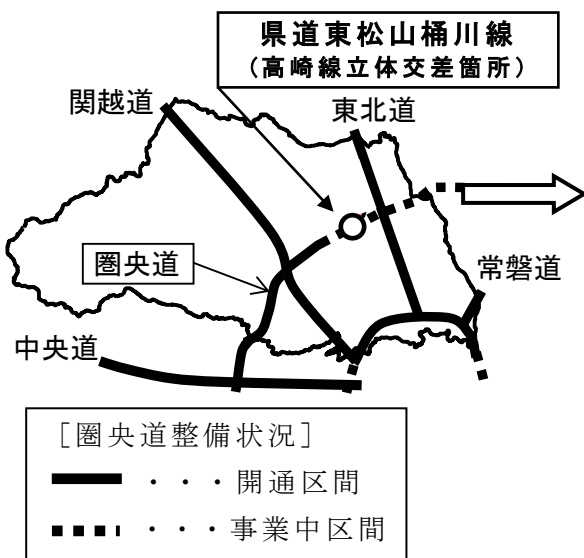 県道東松山桶川線
（高崎線立体交差箇所）
関越道
東北道
圏央道
常磐道
中央道
［圏央道整備状況］
・・・開通区間
・・・事業中区間